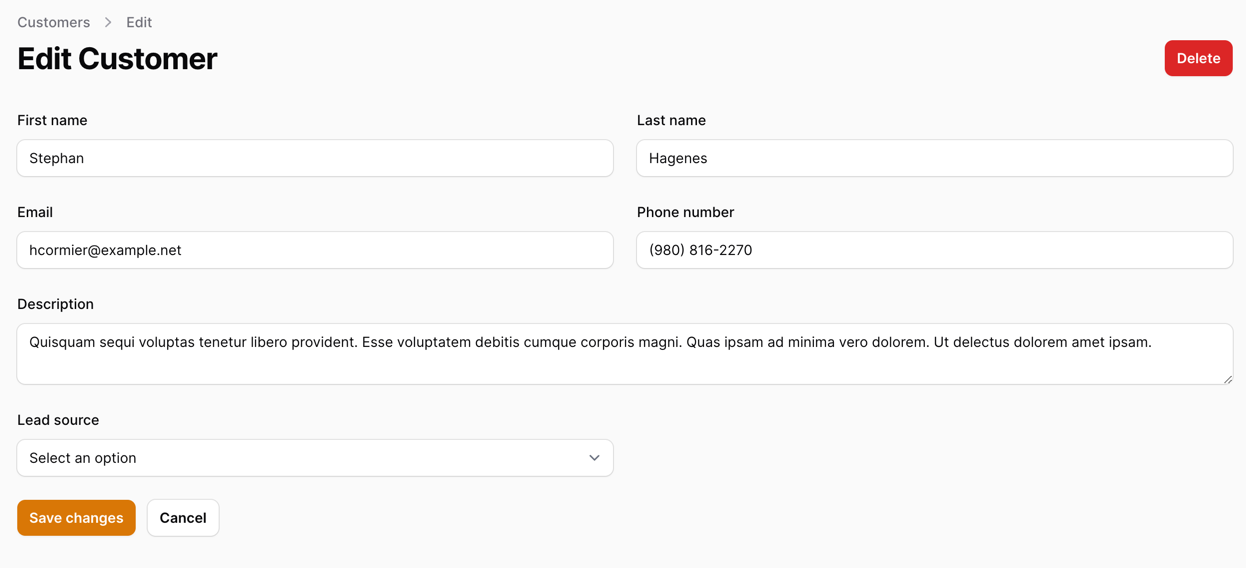 Customers > Edit
Edit Customer
Delete
First name
Last name
Stephan
Hagenes
Email
Phone number
hcormier@example.net
(980) 816-2270
Description
Quisquam sequi voluptas tenetur libero provident. Esse voluptatem debitis cumque corporis magni. Quas ipsam ad minima vero dolorem. Ut delectus dolorem amet ipsam.
Lead source
Select an option
Save changes
Cancel